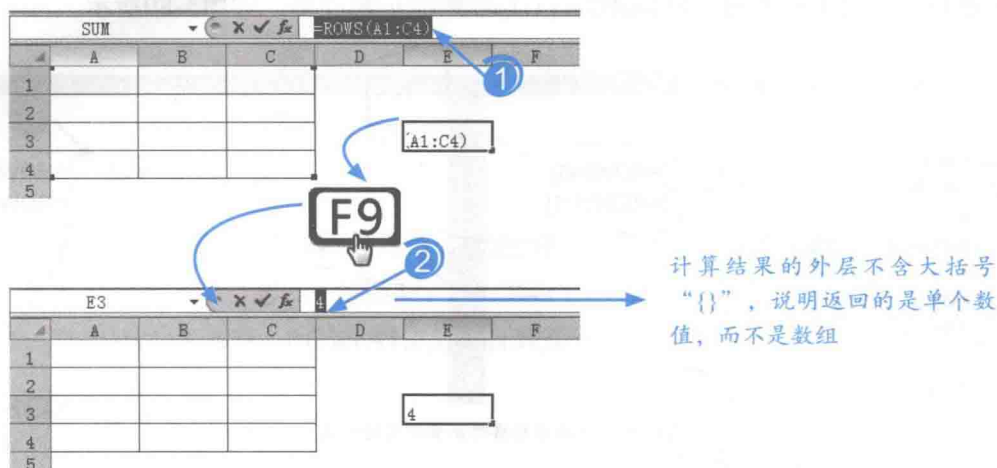 SUM =ROWS(A1:C4)
A B C D E F
1
①
2
3 A1:C4)
4
5
F9
②
E3 4
A B C D E F
1
2
3 4
4
5
计算结果的外层不含大括号
“{}”，说明返回的是单个数
值，而不是数组